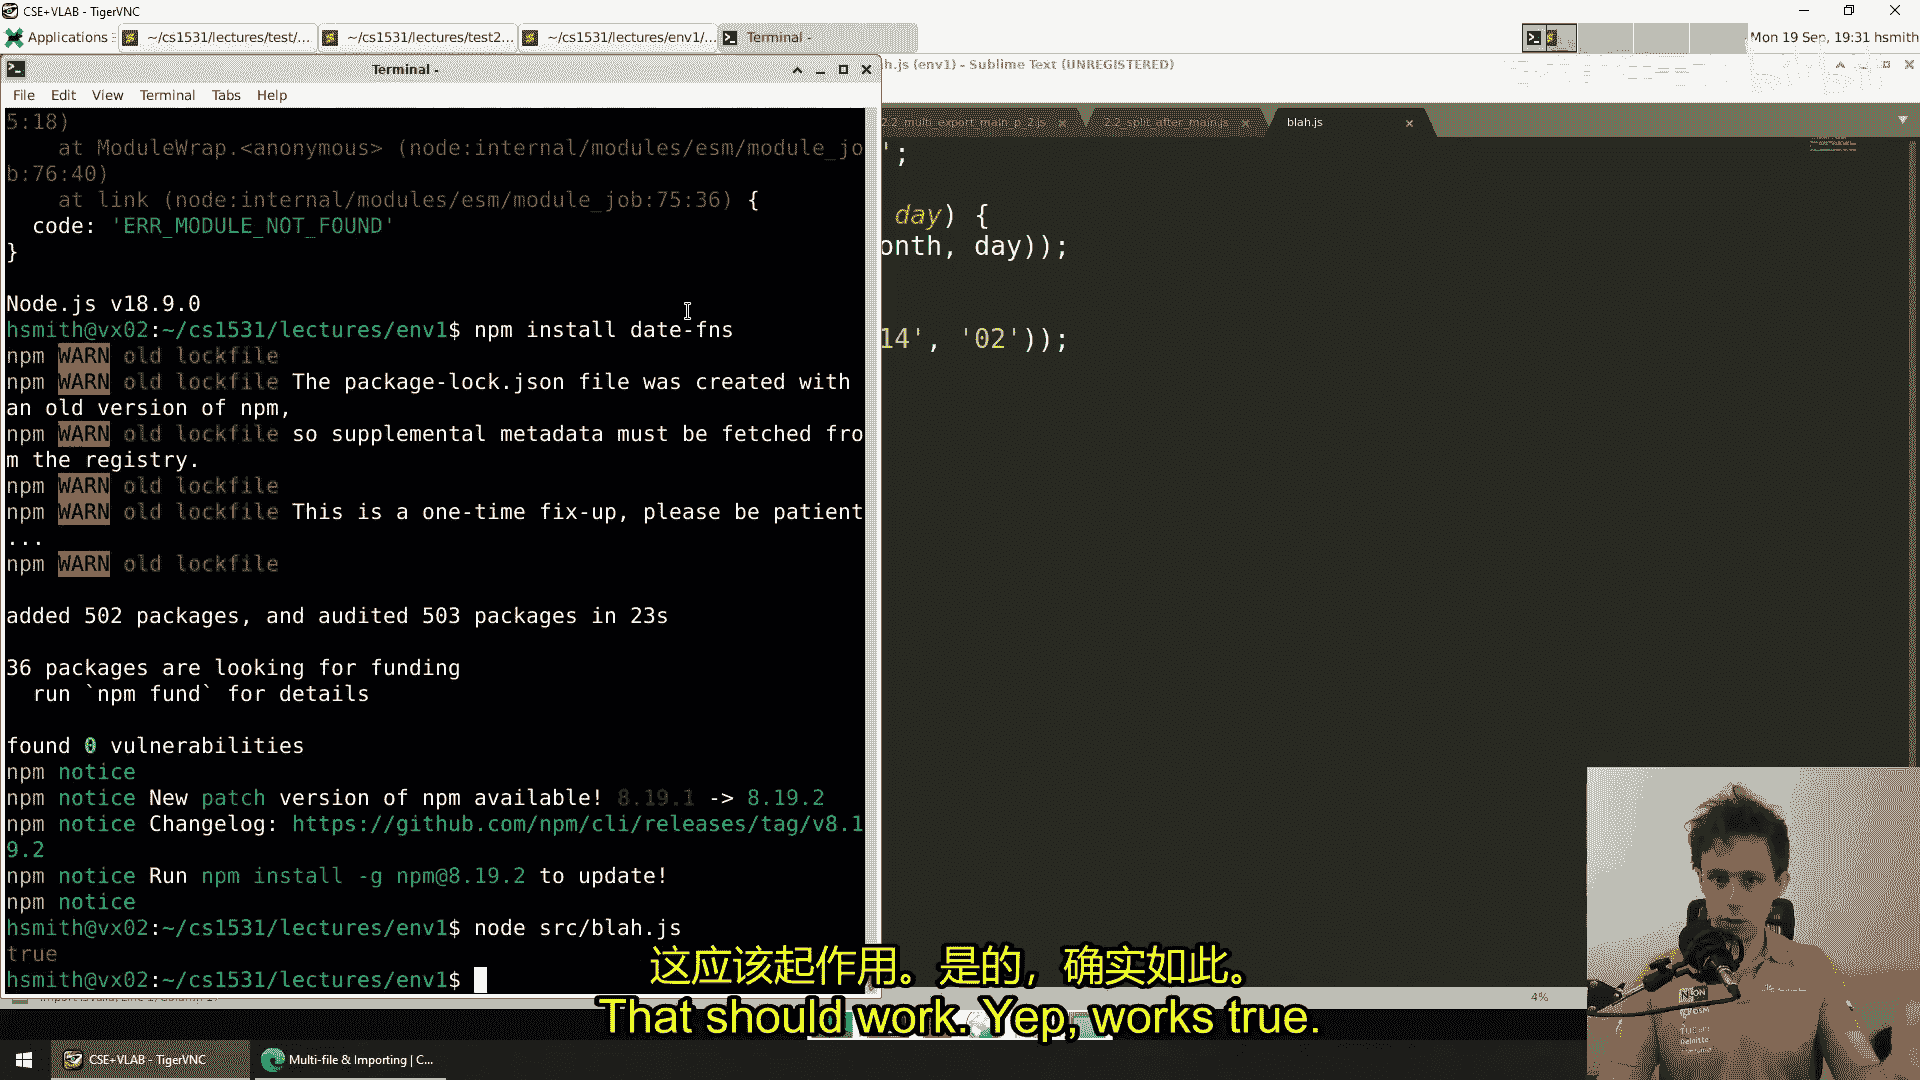 CSE+VLAB - TigerVNC
Applications
~/cs1531/lectures/test/...
~/cs1531/lectures/test2...
~/cs1531/lectures/env1/...
Terminal -
Mon 19 Sep, 19:31 hsmith
Terminal -
h.js (env1) - Sublime Text (UNREGISTERED)
File Edit View Terminal Tabs Help
2.2_multi_export_main_p_2.js
2.2_split_after_main.js
blah.js
5:18)
at ModuleWrap.<anonymous> (node:internal/modules/esm/module_jo
b:76:40)
at link (node:internal/modules/esm/module_job:75:36) {
code: 'ERR_MODULE_NOT_FOUND'
}
Node.js v18.9.0
hsmith@vx02:~/cs1531/lectures/env1$ npm install date-fns
npm WARN old lockfile
npm WARN old lockfile The package-lock.json file was created with
an old version of npm,
npm WARN old lockfile so supplemental metadata must be fetched fro
m the registry.
npm WARN old lockfile
npm WARN old lockfile This is a one-time fix-up, please be patient
...
npm WARN old lockfile
added 502 packages, and audited 503 packages in 23s
36 packages are looking for funding
run `npm fund` for details
found 0 vulnerabilities
npm notice
npm notice New patch version of npm available! 8.19.1 -> 8.19.2
npm notice Changelog: https://github.com/npm/cli/releases/tag/v8.1
9.2
npm notice Run npm install -g npm@8.19.2 to update!
npm notice
hsmith@vx02:~/cs1531/lectures/env1$ node src/blah.js
true
hsmith@vx02:~/cs1531/lectures/env1$
';
day) {
onth, day));
14', '02'));
4%
这应该起作用。是的，确实如此。
That should work. Yep, works true.
CSE+VLAB - TigerVNC
Multi-file & Importing | C...